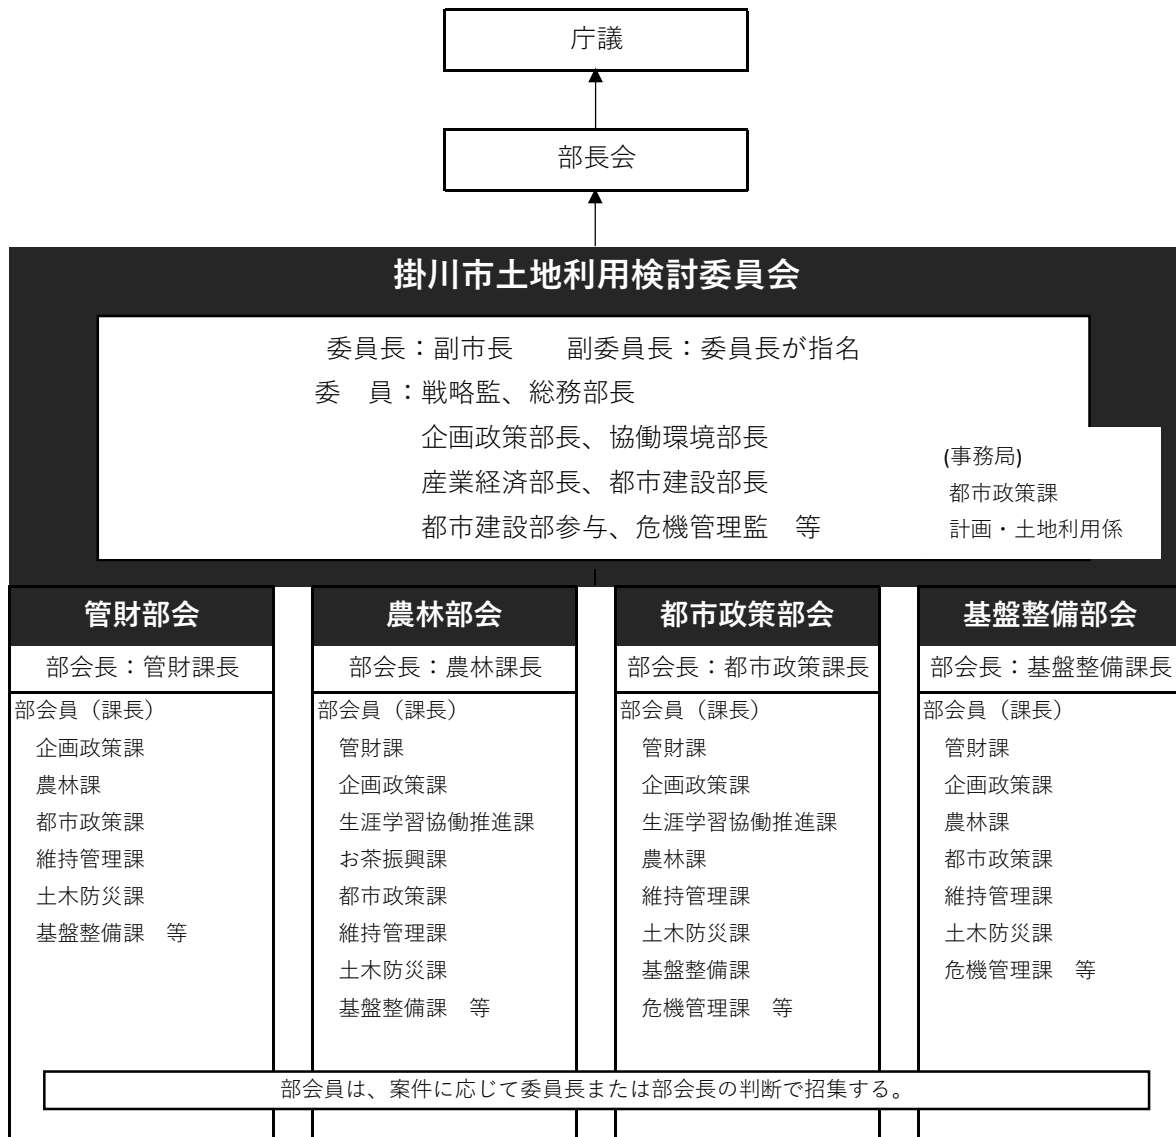 庁議
部長会
掛川市土地利用検討委員会
委員長：副市長　　副委員長：委員長が指名
委　員：戦略監、総務部長
企画政策部長、協働環境部長
産業経済部長、都市建設部長
都市建設部参与、危機管理監　等
(事務局)
都市政策課
計画・土地利用係
管財部会
部会長：管財課長
部会員（課長）
企画政策課
農林課
都市政策課
維持管理課
土木防災課
基盤整備課　等
農林部会
部会長：農林課長
部会員（課長）
管財課
企画政策課
生涯学習協働推進課
お茶振興課
都市政策課
維持管理課
土木防災課
基盤整備課　等
都市政策部会
部会長：都市政策課長
部会員（課長）
管財課
企画政策課
生涯学習協働推進課
農林課
維持管理課
土木防災課
基盤整備課
危機管理課　等
基盤整備部会
部会長：基盤整備課長
部会員（課長）
管財課
企画政策課
農林課
都市政策課
維持管理課
土木防災課
危機管理課　等
部会員は、案件に応じて委員長または部会長の判断で招集する。